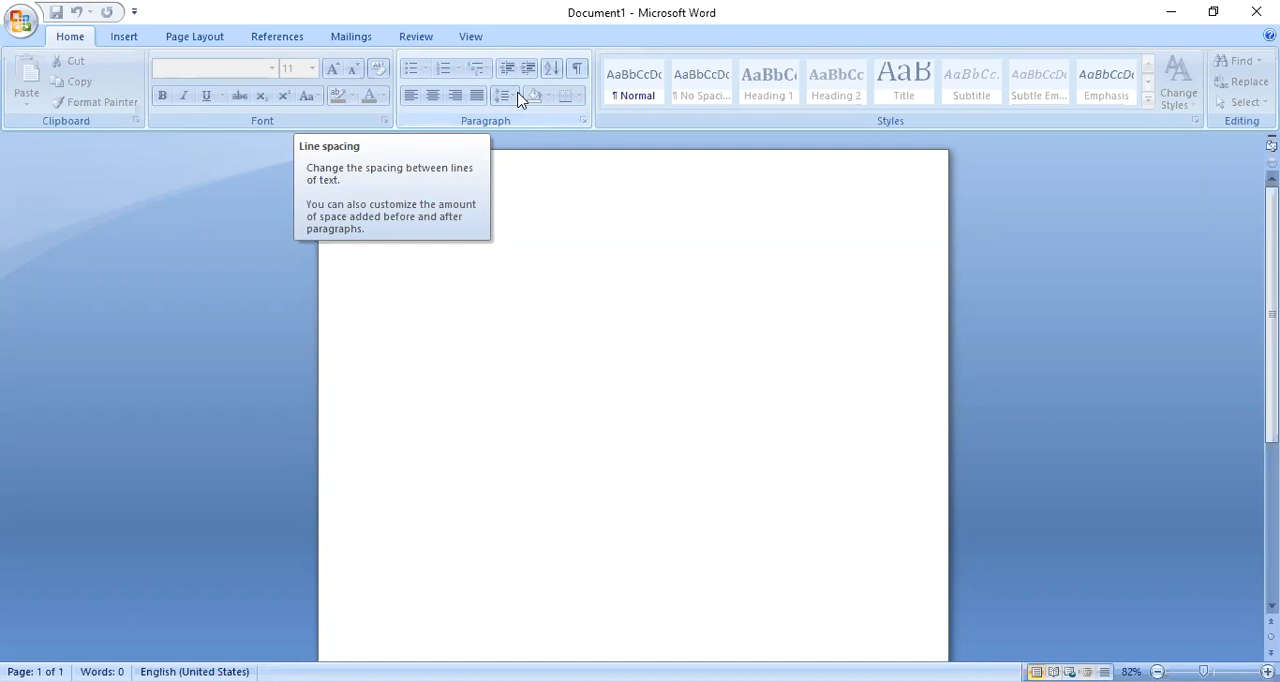 Document1 - Microsoft Word
Home Insert Page Layout References Mailings Review View
Paste
Cut
Copy
Format Painter
Clipboard
11
Font
Paragraph
AaBbCcDc AaBbCcDc AaBbCc AaBbCc AaB AaBbCc. AaBbCcDc AaBbCcDc
¶ Normal ¶ No Spaci... Heading 1 Heading 2 Title Subtitle Subtle Em... Emphasis
Change
Styles
Styles
Find
Replace
Select
Editing
Line spacing
Change the spacing between lines
of text.
You can also customize the amount
of space added before and after
paragraphs.
Page: 1 of 1 Words: 0 English (United States) 82%